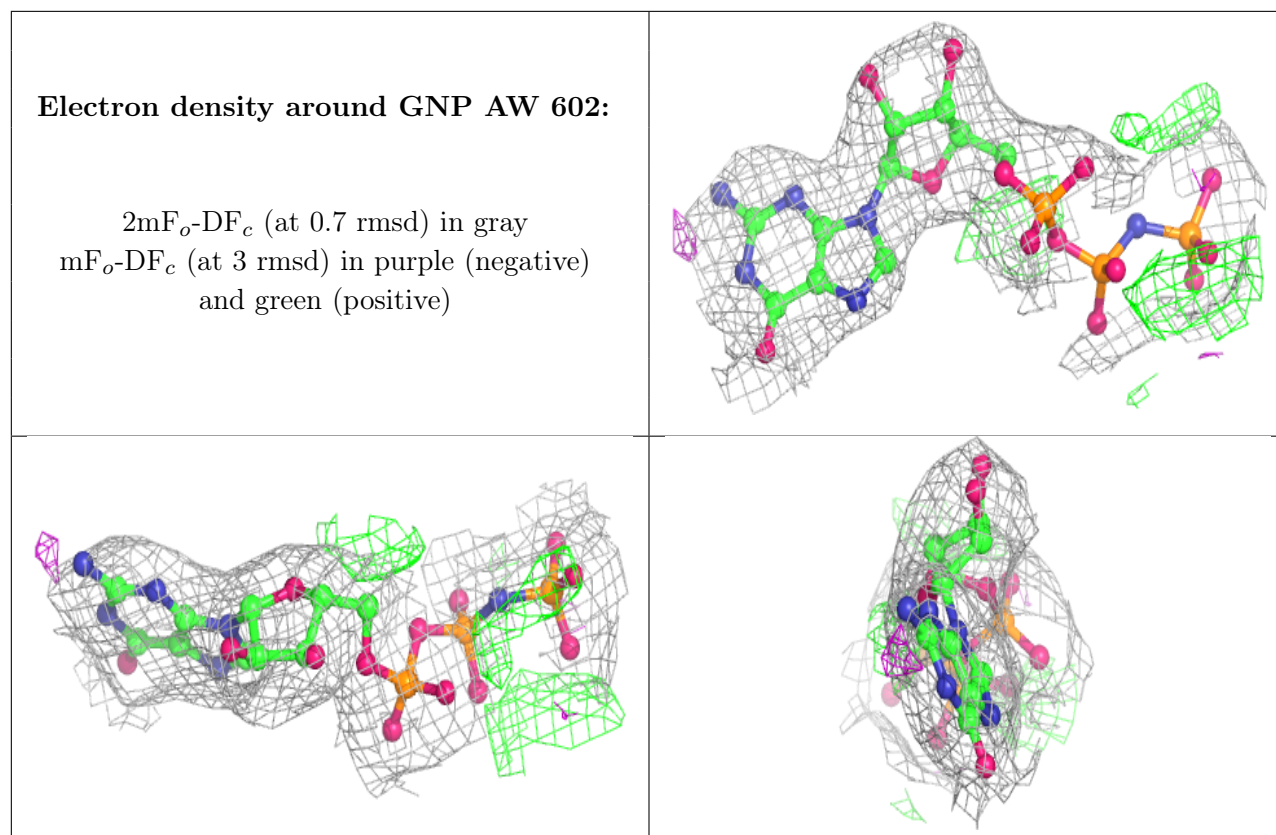 Electron density around GNP AW 602:
2mFₒ-DF𝒸 (at 0.7 rmsd) in gray
mFₒ-DF𝒸 (at 3 rmsd) in purple (negative)
and green (positive)